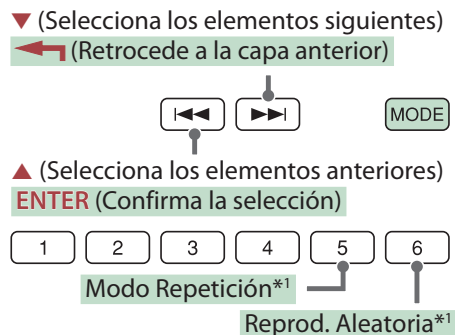 ▼ (Selecciona los elementos siguientes)
(Retrocede a la capa anterior)
MODE
▲ (Selecciona los elementos anteriores)
ENTER (Confirma la selección)
1 2 3 4 5 6
Modo Repetición*1
Reprod. Aleatoria*1